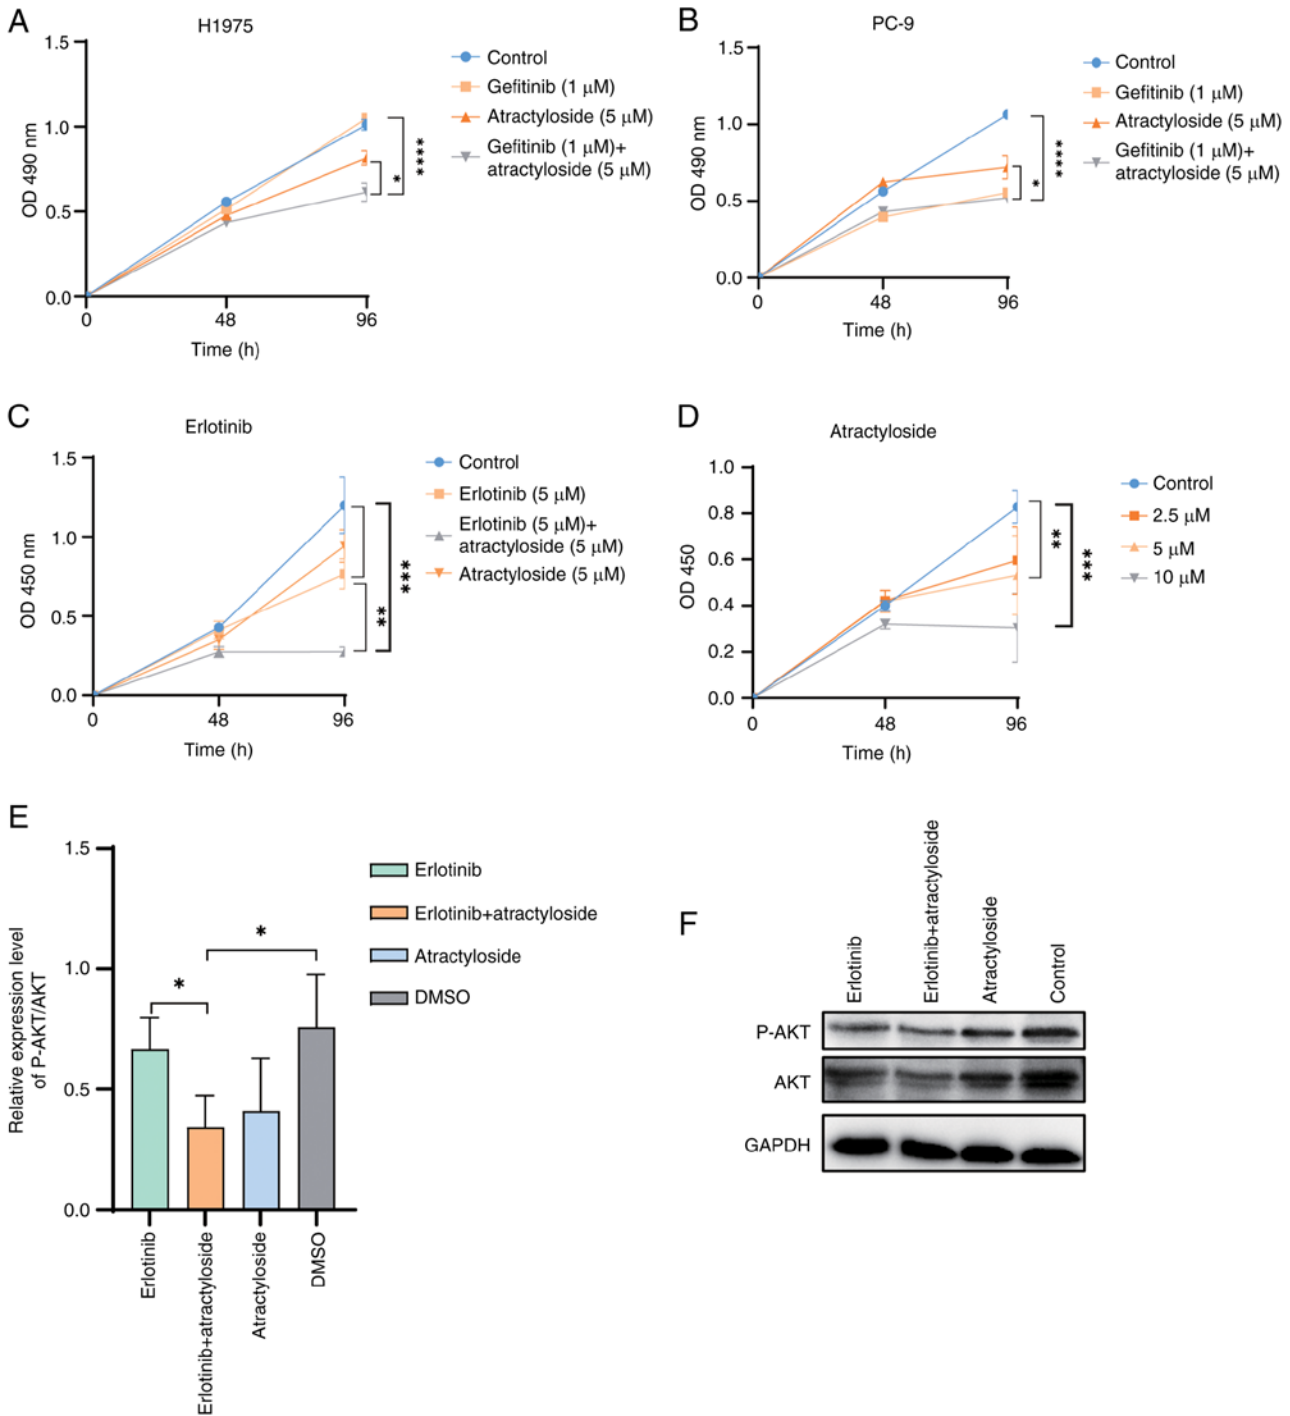 A
H1975
1.5
1.0
0.5
0.0
OD 490 nm
0
48
96
Time (h)
Control
Gefitinib (1 μM)
Atractyloside (5 μM)
Gefitinib (1 μM)+
atractyloside (5 μM)
*
****
B
PC-9
1.5
1.0
0.5
0.0
OD 490 nm
0
48
96
Time (h)
Control
Gefitinib (1 μM)
Atractyloside (5 μM)
Gefitinib (1 μM)+
atractyloside (5 μM)
*
****
C
Erlotinib
1.5
1.0
0.5
0.0
OD 450 nm
0
48
96
Time (h)
Control
Erlotinib (5 μM)
Erlotinib (5 μM)+
atractyloside (5 μM)
Atractyloside (5 μM)
**
***
D
Atractyloside
1.0
0.8
0.6
0.4
0.2
0.0
OD 450
0
48
96
Time (h)
Control
2.5 μM
5 μM
10 μM
**
***
E
1.5
1.0
0.5
0.0
Relative expression level
of P-AKT/AKT
*
*
Erlotinib
Erlotinib+atractyloside
Atractyloside
DMSO
Erlotinib
Erlotinib+atractyloside
Atractyloside
DMSO
F
Erlotinib
Erlotinib+atractyloside
Atractyloside
Control
P-AKT
AKT
GAPDH